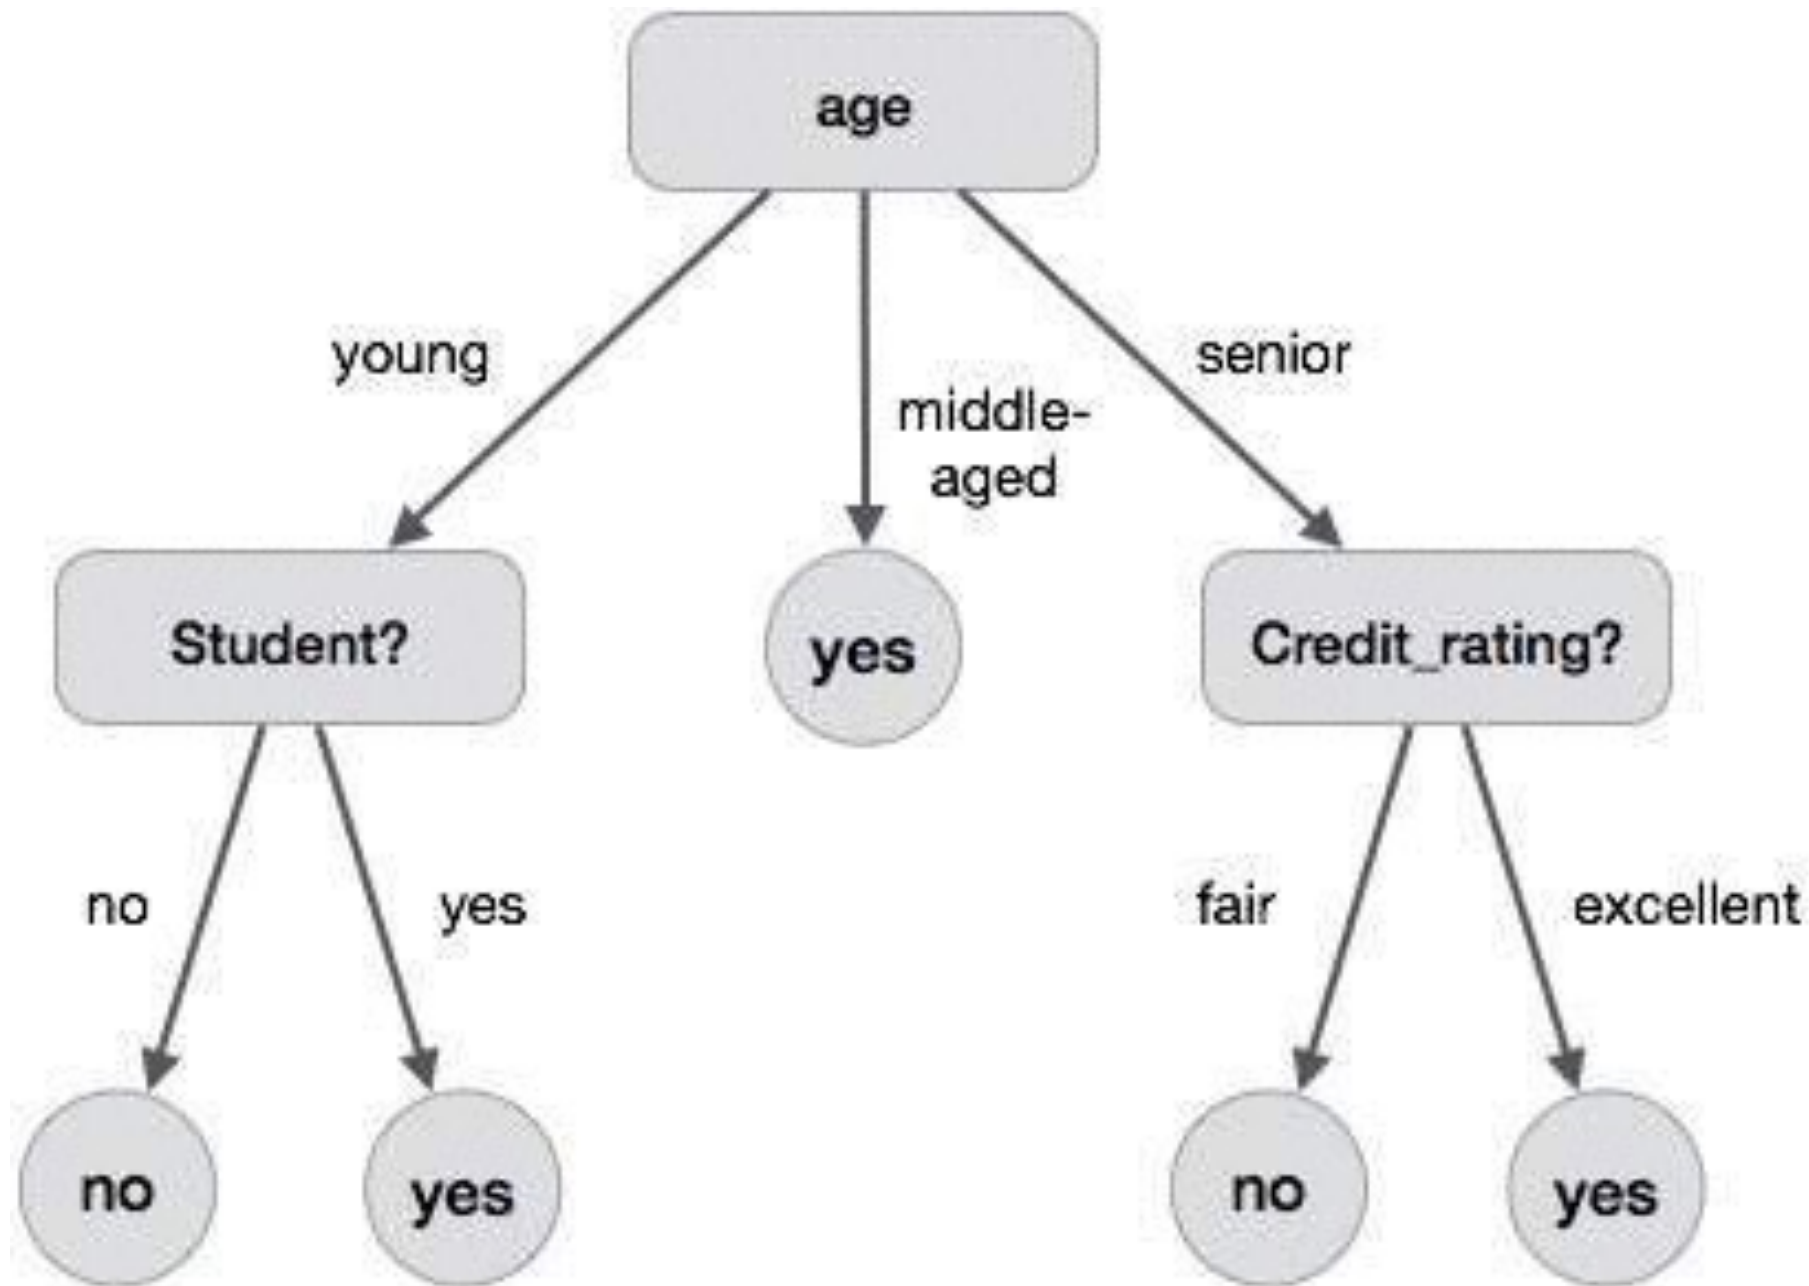 age
young
senior
middle-
aged
Student?
yes
Credit_rating?
no
yes
fair
excellent
no
yes
no
yes